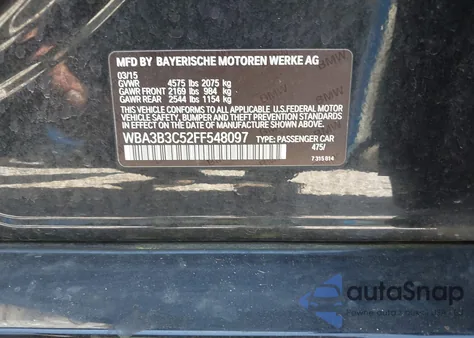 MFD BY BAYERISCHE MOTOREN WERKE AG
03/15
GVWR 4575 lbs 2075 kg
GAWR FRONT 2169 lbs 984 kg
GAWR REAR 2544 lbs 1154 kg
THIS VEHICLE CONFORMS TO ALL APPLICABLE U.S.FEDERAL MOTOR
VEHICLE SAFETY, BUMPER, AND THEFT PREVENTION STANDARDS IN
EFFECT ON THE DATE OF MANUFACTURE SHOWN ABOVE.
WBA3B3C52FF548097 TYPE: PASSENGER CAR
475/
7 315 814
BMW
BMW
autoSnap